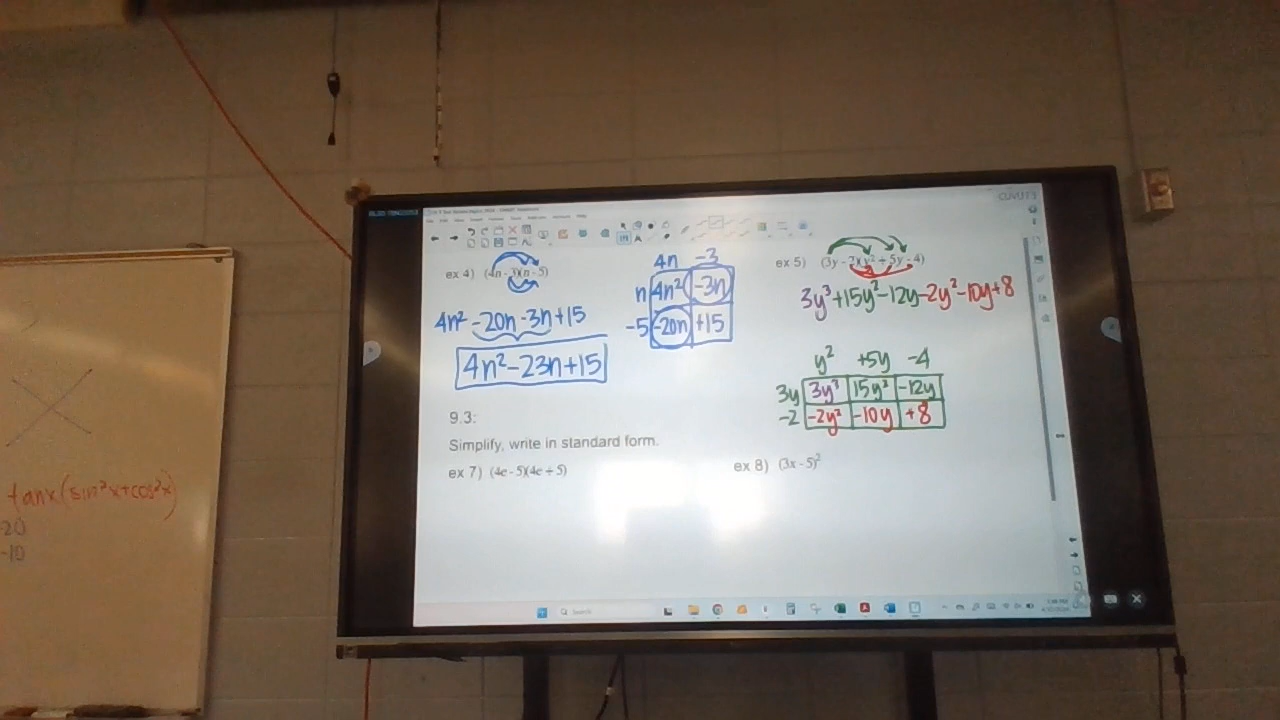 ex 4) (4n - 3)(n - 5)
4n² -20n -3n +15
4n² -23n +15
4n -3
n 4n² -3n
-5 -20n +15
ex 5) (3y - 2)(y² + 5y - 4)
3y³+15y²-12y-2y²-10y+8
y² +5y -4
3y 3y³ 15y² -12y
-2 -2y² -10y +8
9.3:
Simplify, write in standard form.
ex 7) (4c - 5)(4c + 5)
ex 8) (3x - 5)²
Search
tanx(sin²x+cos²x)
-20
-10